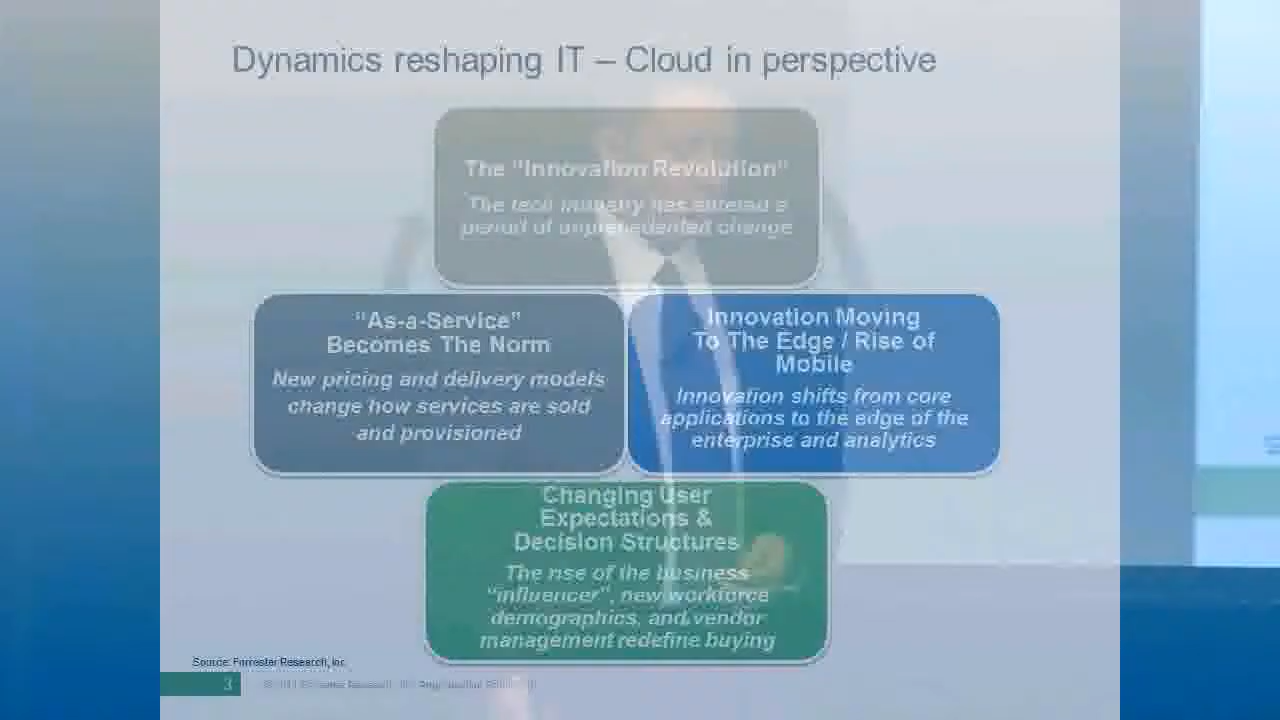 Dynamics reshaping IT – Cloud in perspective
The “Innovation Revolution”
The tech industry has entered a
period of unprecedented change
“As-a-Service”
Becomes The Norm
New pricing and delivery models
change how services are sold
and provisioned
Innovation Moving
To The Edge / Rise of
Mobile
Innovation shifts from core
applications to the edge of the
enterprise and analytics
Changing User
Expectations &
Decision Structures
The rise of the business
“influencer”, new workforce
demographics, and vendor
management redefine buying
Source: Forrester Research, Inc.
3